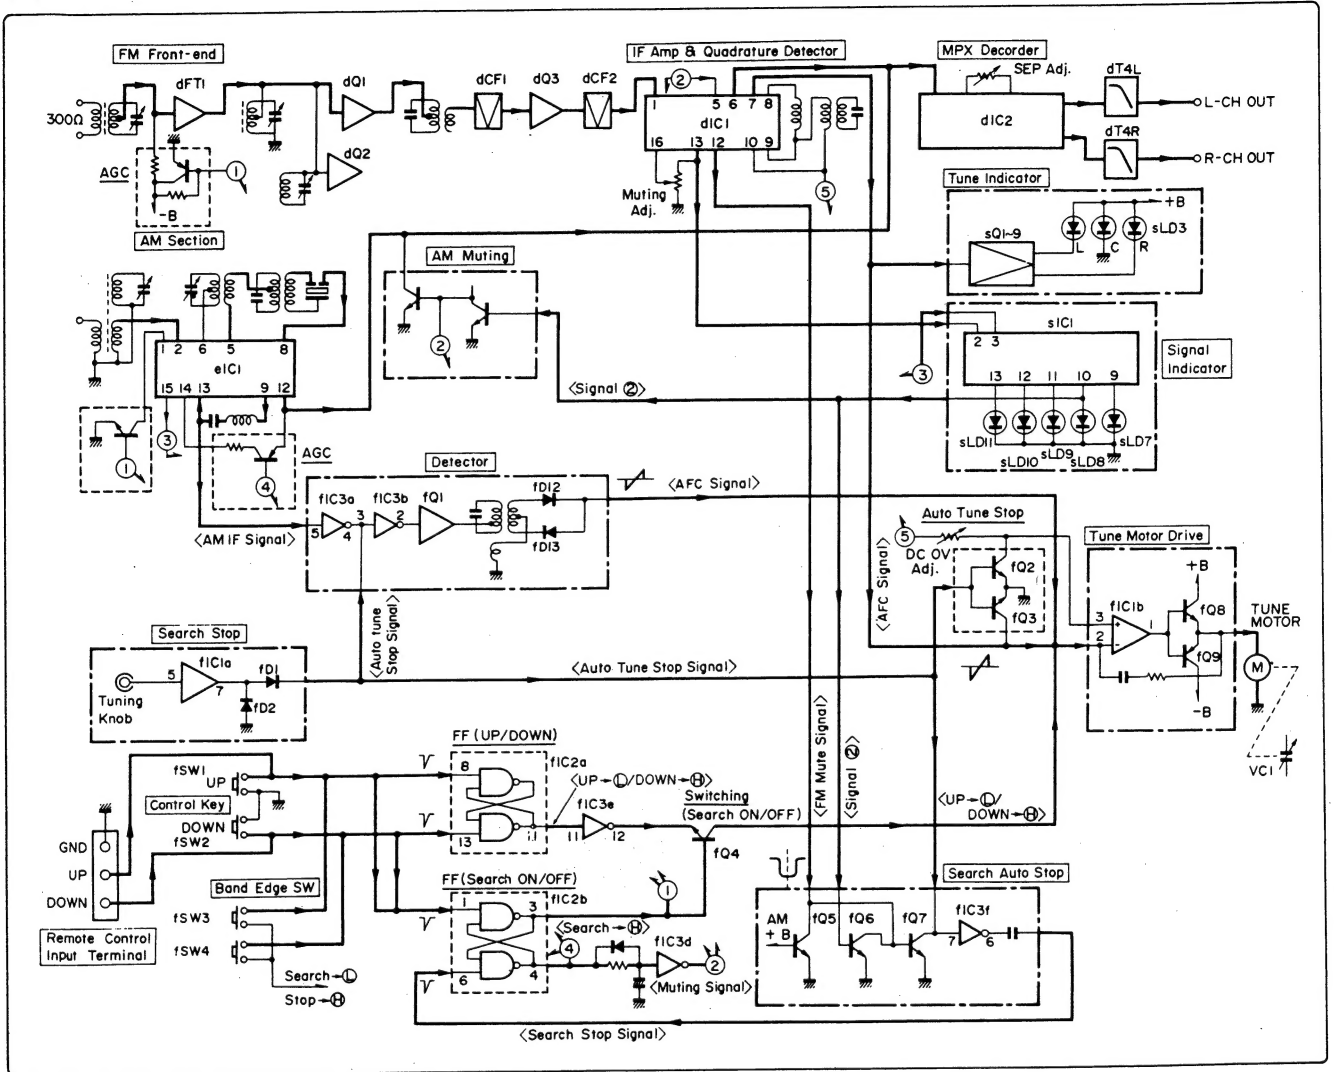 FM Front-end
IF Amp & Quadrature Detector
MPX Decorder
dFT1
dQ1
dCF1
dQ3
dCF2
2
SEP Adj.
dT4L
300Ω
1
5
6
7
8
dIC1
16
13
12
10
9
dIC2
L-CH OUT
dT4R
R-CH OUT
dQ2
AGC
1
-B
Muting
Adj.
5
Tune Indicator
+B
sQ1~9
sLD3
L
C
R
AM Section
AM Muting
2
1
2
6
5
8
eIC1
15
14
13
9
12
3
sIC1
2
3
Signal
Indicator
13
12
11
10
9
sLD11
sLD10
sLD9
sLD8
sLD7
<Signal ②>
3
1
AGC
4
Detector
fIC3a
fIC3b
fQ1
fD12
fD13
5
4
3
2
<AM IF Signal>
<AFC Signal>
Auto Tune Stop
5
DC OV
Adj.
fQ2
fQ3
<AFC Signal>
Tune Motor Drive
+B
fIC1b
fQ8
3
+
1
2
-
fQ9
-B
TUNE
MOTOR
M
VC1
Search Stop
fIC1a
5
7
fD1
fD2
Tuning
Knob
<Auto tune
Stop Signal>
<Auto Tune Stop Signal>
FF (UP/DOWN)
fIC2a
8
13
11
<UP→Ⓛ/DOWN→Ⓗ>
fIC3e
11
12
Switching
(Search ON/OFF)
fQ4
<FM Mute Signal>
<Signal ②>
<UP→Ⓛ/
DOWN→Ⓗ>
fSW1
UP
Control Key
DOWN
fSW2
GND
UP
DOWN
Remote Control
Input Terminal
Band Edge SW
fSW3
fSW4
Search→Ⓛ
Stop→Ⓗ
FF(Search ON/OFF)
fIC2b
1
3
6
4
1
<Search→Ⓗ>
4
fIC3d
2
<Muting Signal>
Search Auto Stop
AM
+B
fQ5
fQ6
fQ7
fIC3f
7
6
<Search Stop Signal>